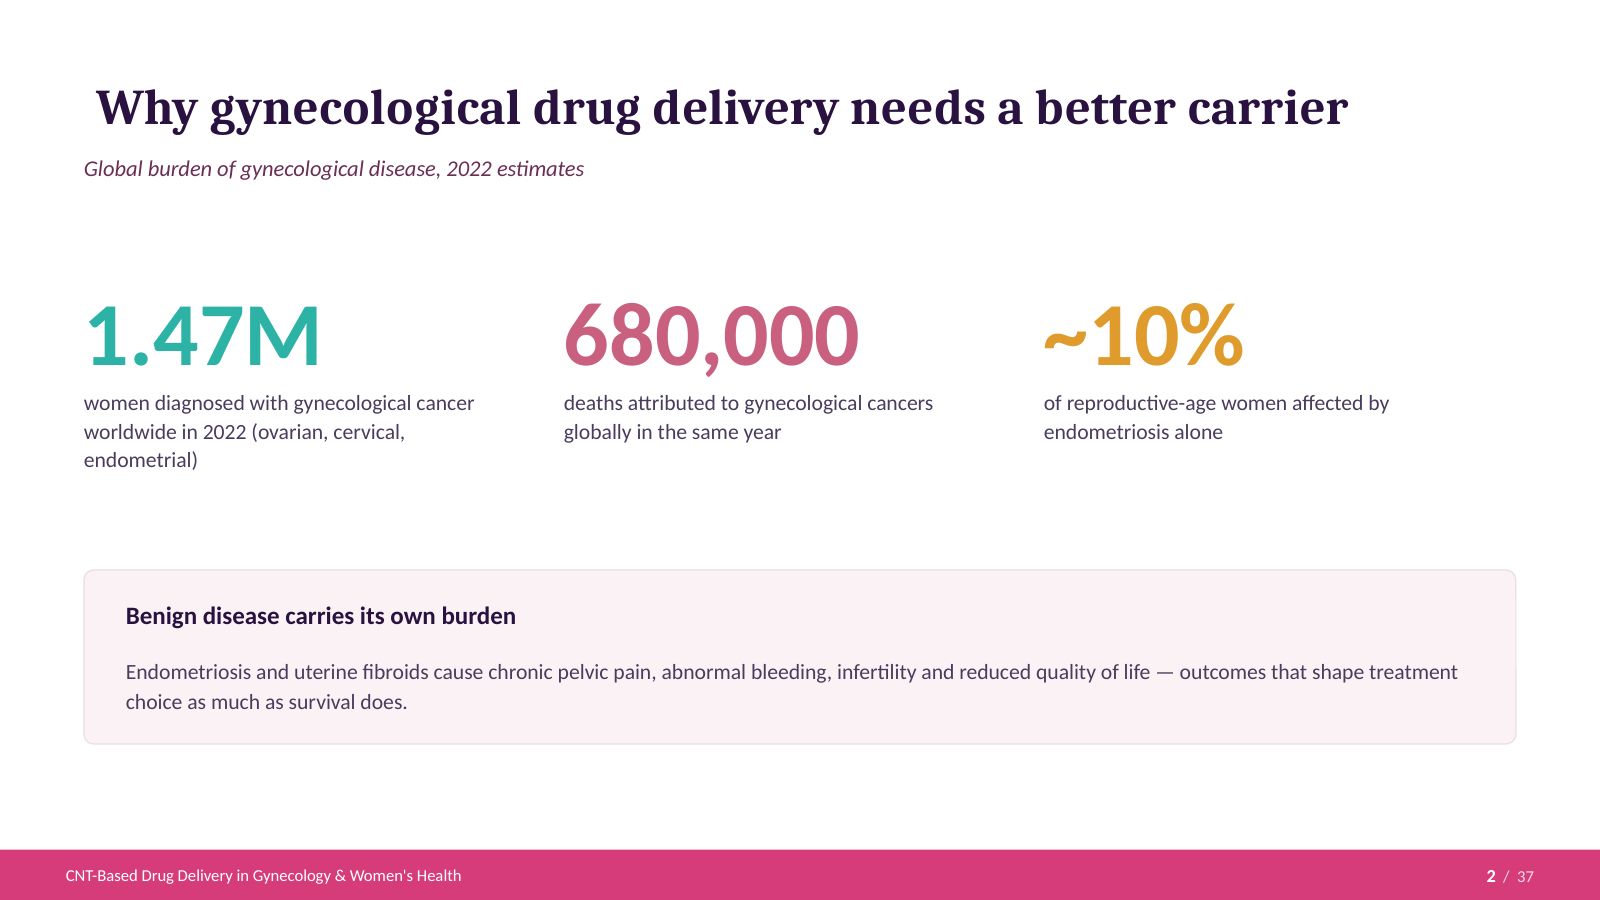 Why gynecological drug delivery needs a better carrier
Global burden of gynecological disease, 2022 estimates
1.47M
women diagnosed with gynecological cancer
worldwide in 2022 (ovarian, cervical,
endometrial)
680,000
deaths attributed to gynecological cancers
globally in the same year
~10%
of reproductive-age women affected by
endometriosis alone
Benign disease carries its own burden
Endometriosis and uterine fibroids cause chronic pelvic pain, abnormal bleeding, infertility and reduced quality of life — outcomes that shape treatment
choice as much as survival does.
CNT-Based Drug Delivery in Gynecology & Women's Health
2 / 37